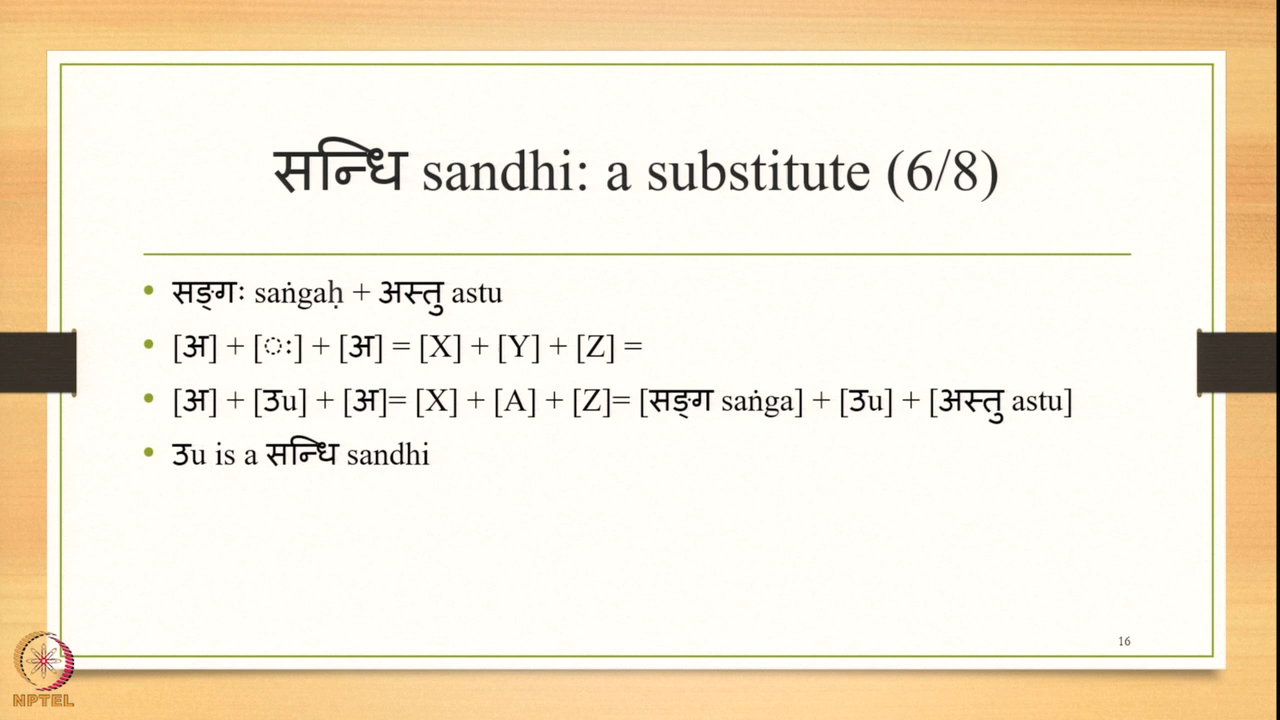 सन्धि sandhi: a substitute (6/8)
• सङ्गः saṅgaḥ + अस्तु astu
• [अ] + [ः] + [अ] = [X] + [Y] + [Z] =
• [अ] + [उu] + [अ]= [X] + [A] + [Z]= [सङ्ग saṅga] + [उu] + [अस्तु astu]
• उu is a सन्धि sandhi
16
NPTEL